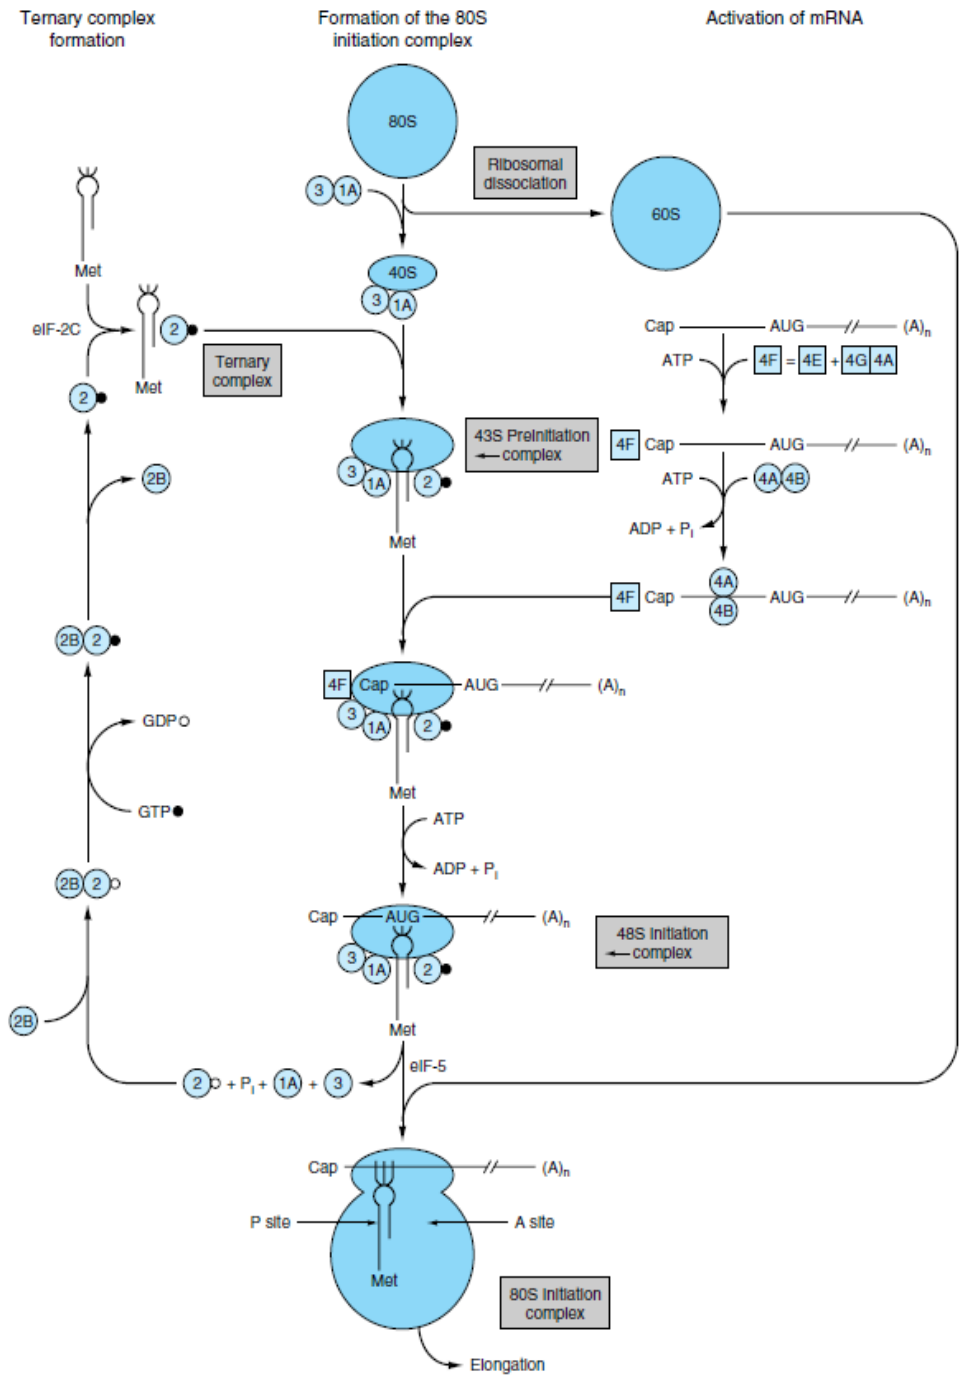 Ternary complex
formation
Formation of the 80S
initiation complex
Activation of mRNA
80S
Ribosomal
dissociation
3 1A
60S
40S
3 1A
Met
eIF-2C
2
Met
Ternary
complex
2
Cap AUG (A)n
ATP 4F = 4E + 4G 4A
43S Preinitiation
complex
3 1A 2
Met
4F Cap AUG (A)n
ATP 4A 4B
ADP + Pi
2B
4A
4F Cap AUG (A)n
4B
2B 2
4F Cap AUG (A)n
3 1A 2
Met
GDP
GTP
ATP
ADP + Pi
2B 2
Cap AUG (A)n
3 1A 2
Met
48S Initiation
complex
2B
eIF-5
2 + Pi + 1A + 3
Cap (A)n
P site
A site
Met
80S Initiation
complex
Elongation